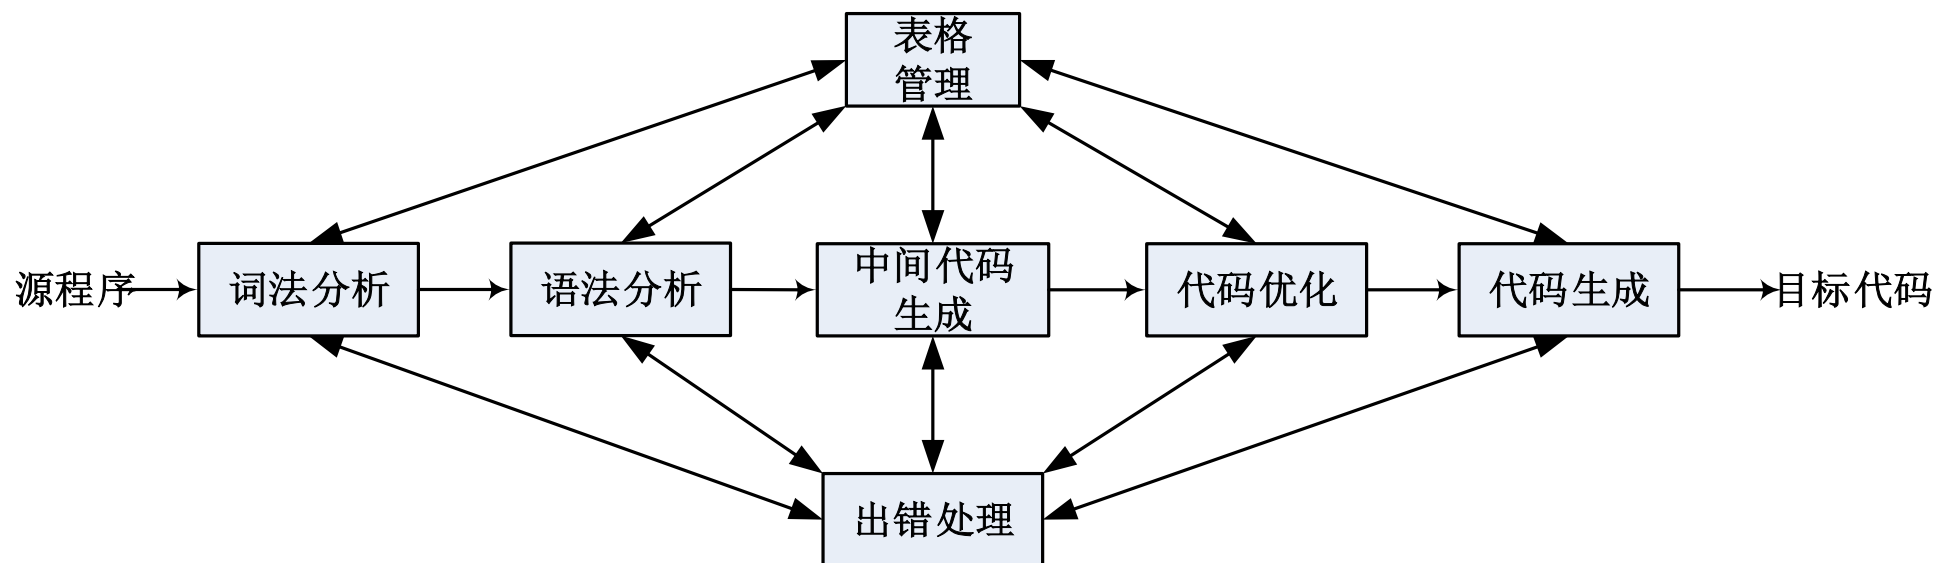 表格
管理
源程序
词法分析
语法分析
中间代码
生成
代码优化
代码生成
目标代码
出错处理